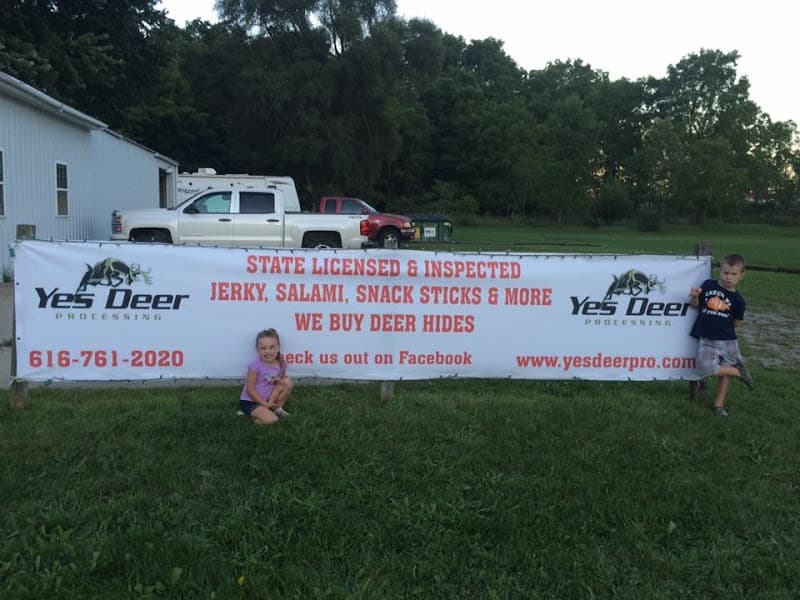 Yes Deer
PROCESSING
616-761-2020
STATE LICENSED & INSPECTED
JERKY, SALAMI, SNACK STICKS & MORE
WE BUY DEER HIDES
heck us out on Facebook
Yes Deer
PROCESSING
www.yesdeerpro.com